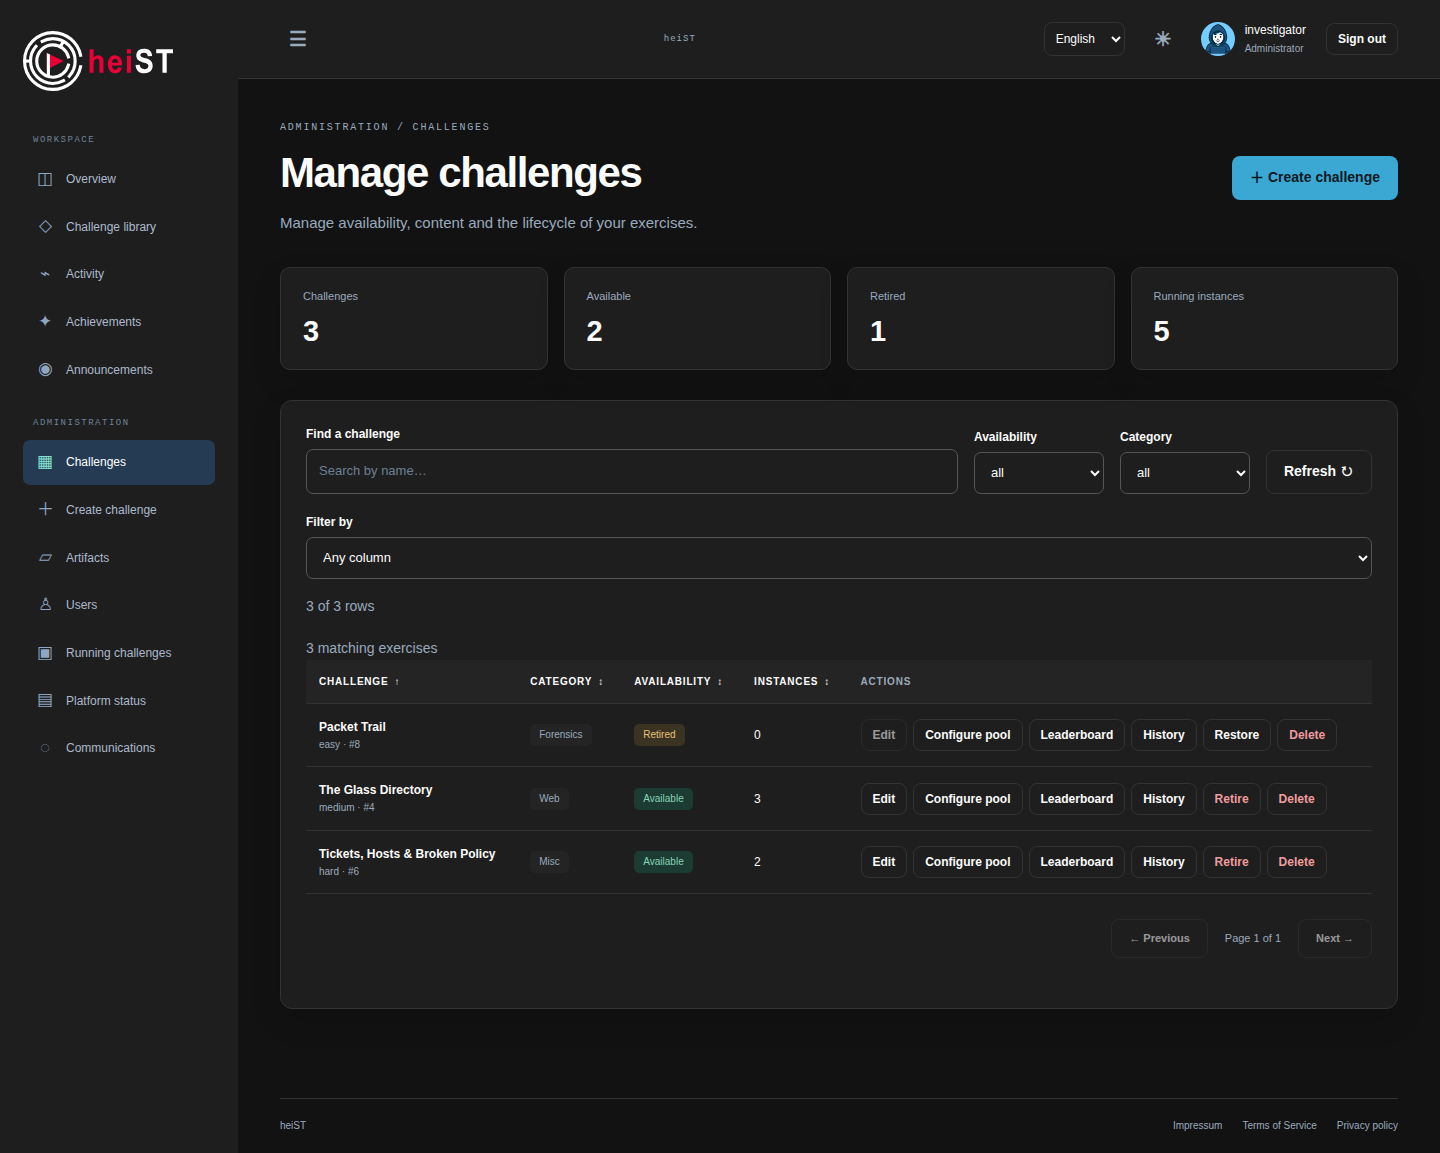 heiST
WORKSPACE
Overview
Challenge library
Activity
Achievements
Announcements
ADMINISTRATION
Challenges
Create challenge
Artifacts
Users
Running challenges
Platform status
Communications
heiST
English
investigator
Administrator
Sign out
ADMINISTRATION / CHALLENGES
Manage challenges
Manage availability, content and the lifecycle of your exercises.
+ Create challenge
Challenges
3
Available
2
Retired
1
Running instances
5
Find a challenge
Search by name…
Availability
all
Category
all
Refresh ↻
Filter by
Any column
3 of 3 rows
3 matching exercises
CHALLENGE ↑ CATEGORY ↕ AVAILABILITY ↕ INSTANCES ↕ ACTIONS
Packet Trail
easy · #8
Forensics Retired 0 Edit Configure pool Leaderboard History Restore Delete
The Glass Directory
medium · #4
Web Available 3 Edit Configure pool Leaderboard History Retire Delete
Tickets, Hosts & Broken Policy
hard · #6
Misc Available 2 Edit Configure pool Leaderboard History Retire Delete
← Previous Page 1 of 1 Next →
heiST
Impressum Terms of Service Privacy policy